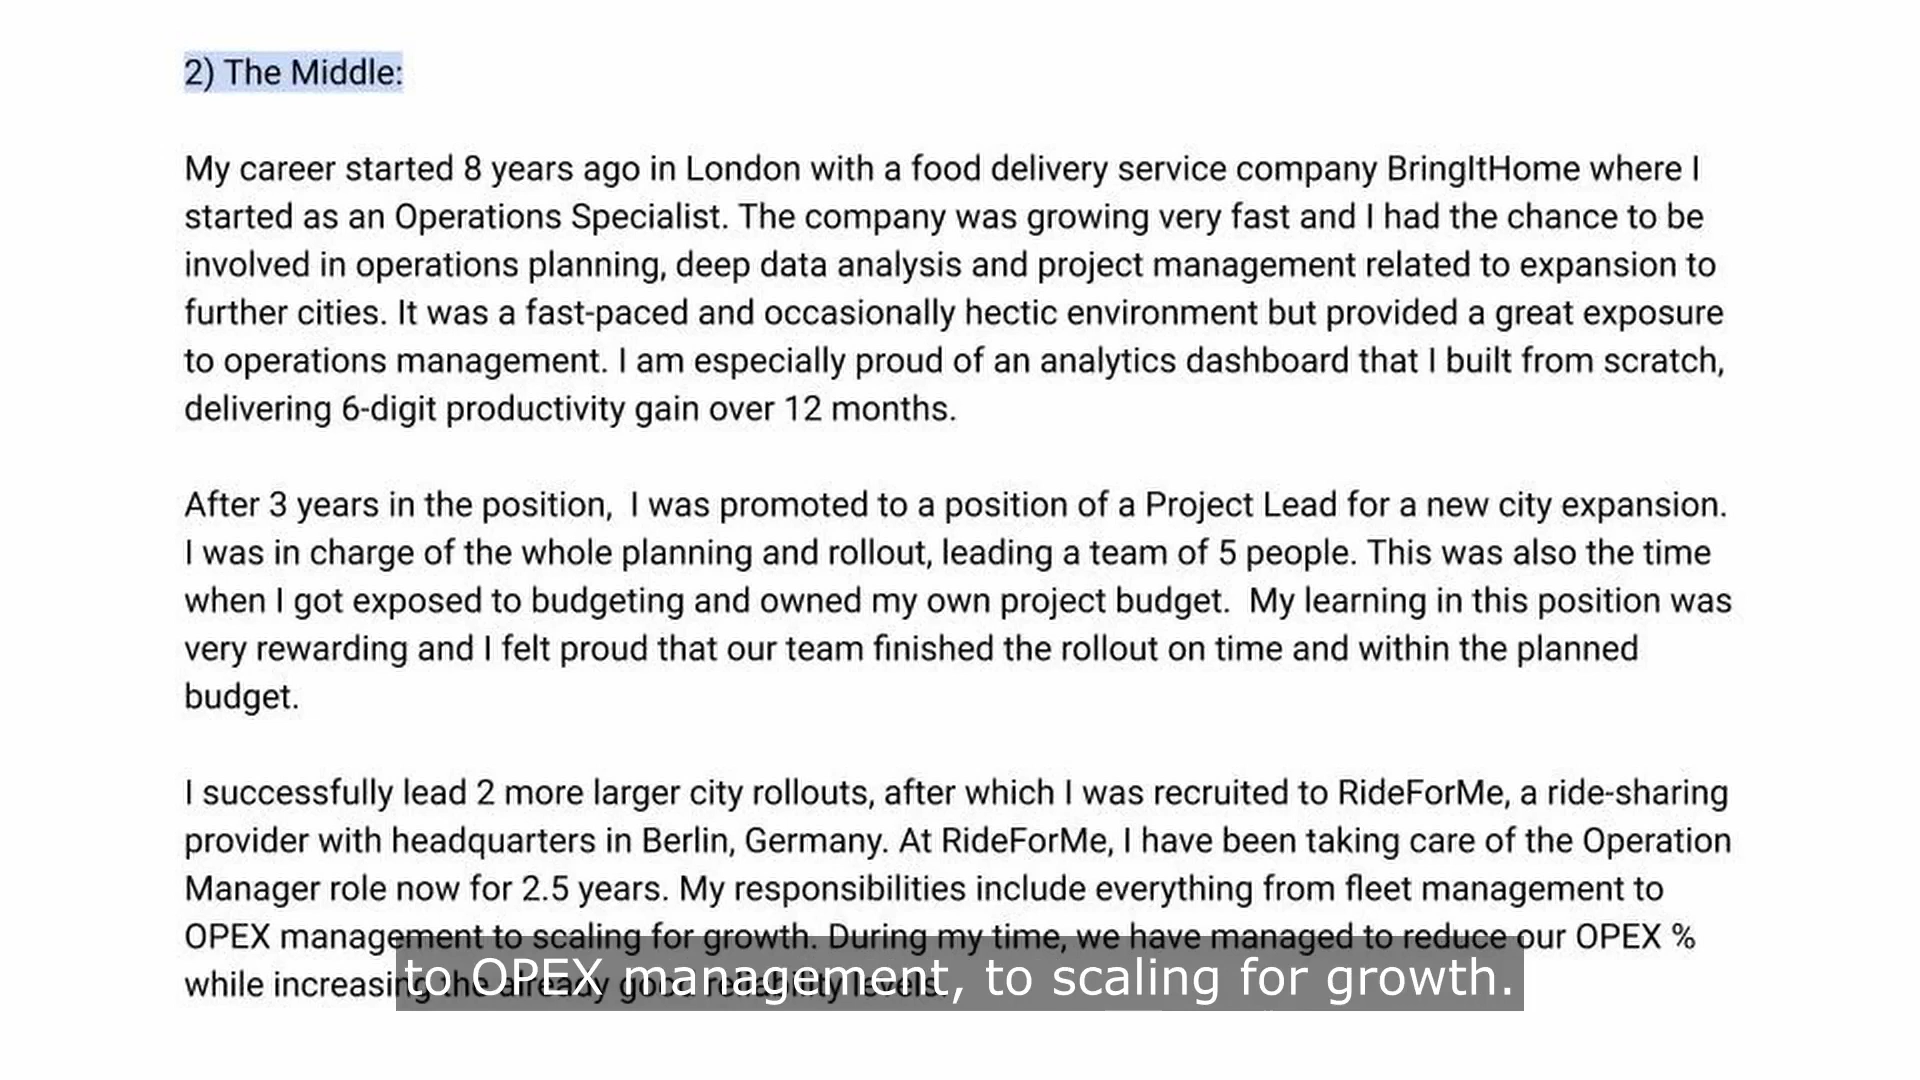 2) The Middle:
My career started 8 years ago in London with a food delivery service company BringItHome where I
started as an Operations Specialist. The company was growing very fast and I had the chance to be
involved in operations planning, deep data analysis and project management related to expansion to
further cities. It was a fast-paced and occasionally hectic environment but provided a great exposure
to operations management. I am especially proud of an analytics dashboard that I built from scratch,
delivering 6-digit productivity gain over 12 months.
After 3 years in the position,  I was promoted to a position of a Project Lead for a new city expansion.
I was in charge of the whole planning and rollout, leading a team of 5 people. This was also the time
when I got exposed to budgeting and owned my own project budget.  My learning in this position was
very rewarding and I felt proud that our team finished the rollout on time and within the planned
budget.
I successfully lead 2 more larger city rollouts, after which I was recruited to RideForMe, a ride-sharing
provider with headquarters in Berlin, Germany. At RideForMe, I have been taking care of the Operation
Manager role now for 2.5 years. My responsibilities include everything from fleet management to
OPEX management to scaling for growth. During my time, we have managed to reduce our OPEX %
while increasing the already good reliability levels.
to OPEX management, to scaling for growth.